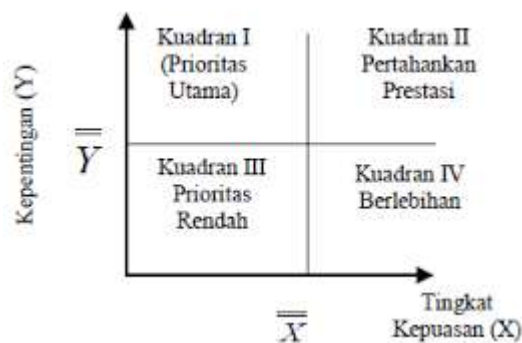 Kepentingan (Y)
Kuadran I
(Prioritas
Utama)
Kuadran II
Pertahankan
Prestasi
Y̿
Kuadran III
Prioritas
Rendah
Kuadran IV
Berlebihan
X̿
Tingkat
Kepuasan (X)